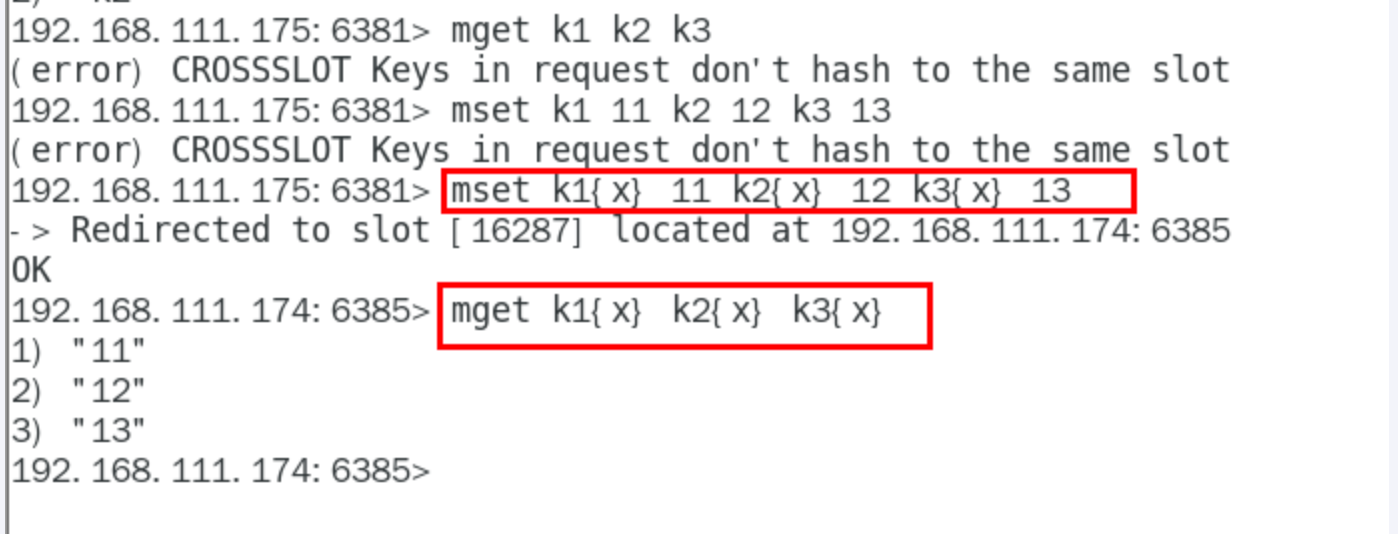 192.168.111.175:6381> mget k1 k2 k3
(error) CROSSSLOT Keys in request don't hash to the same slot
192.168.111.175:6381> mset k1 11 k2 12 k3 13
(error) CROSSSLOT Keys in request don't hash to the same slot
192.168.111.175:6381> mset k1{x} 11 k2{x} 12 k3{x} 13
-> Redirected to slot [16287] located at 192.168.111.174:6385
OK
192.168.111.174:6385> mget k1{x} k2{x} k3{x}
1) "11"
2) "12"
3) "13"
192.168.111.174:6385>